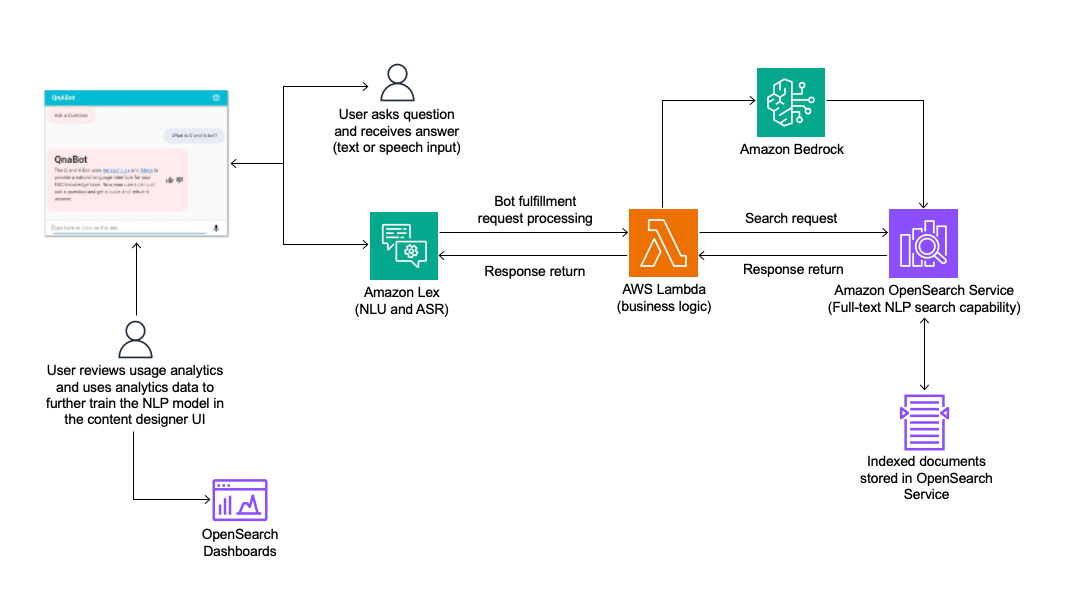 QnABot
Ask a Question
What is Q and A bot?
QnaBot
The Q and A Bot uses Amazon Lex and Alexa to
provide a natural language interface for your
FAQ knowledge base. Now your users can just
ask a question and get a quick and relevant
answer.
Type here or click on the mic
User asks question
and receives answer
(text or speech input)
Amazon Bedrock
Bot fulfillment
request processing
Search request
Response return
Response return
Amazon Lex
(NLU and ASR)
AWS Lambda
(business logic)
Amazon OpenSearch Service
(Full-text NLP search capability)
User reviews usage analytics
and uses analytics data to
further train the NLP model in
the content designer UI
Indexed documents
stored in OpenSearch
Service
OpenSearch
Dashboards